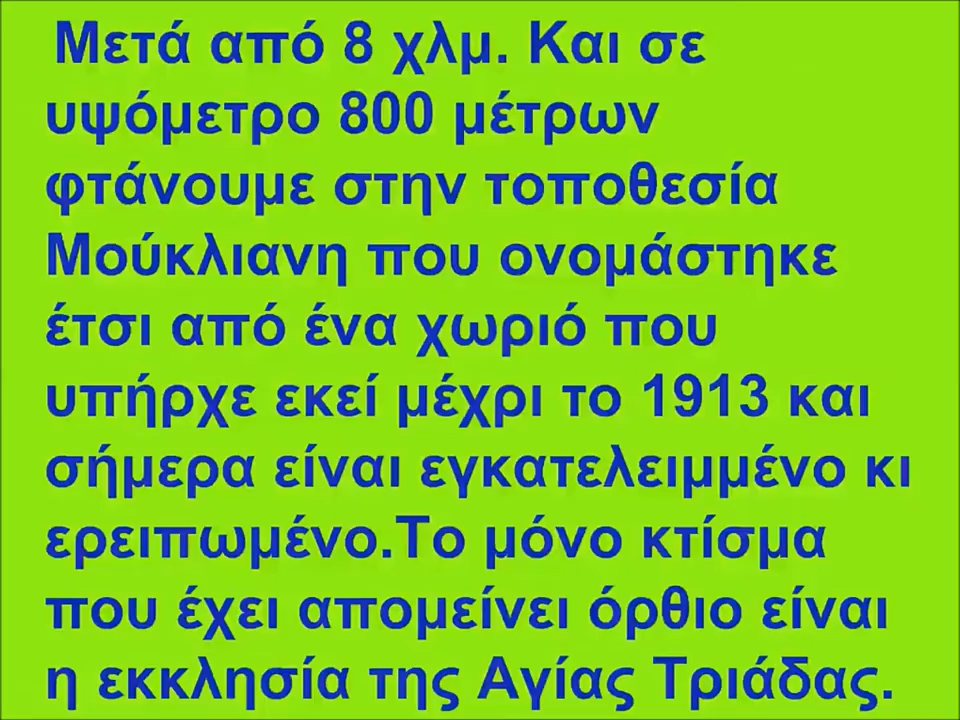 Μετά από 8 χλμ. Και σε
υψόμετρο 800 μέτρων
φτάνουμε στην τοποθεσία
Μούκλιανη που ονομάστηκε
έτσι από ένα χωριό που
υπήρχε εκεί μέχρι το 1913 και
σήμερα είναι εγκατελειμμένο κι
ερειπωμένο.Το μόνο κτίσμα
που έχει απομείνει όρθιο είναι
η εκκλησία της Αγίας Τριάδας.